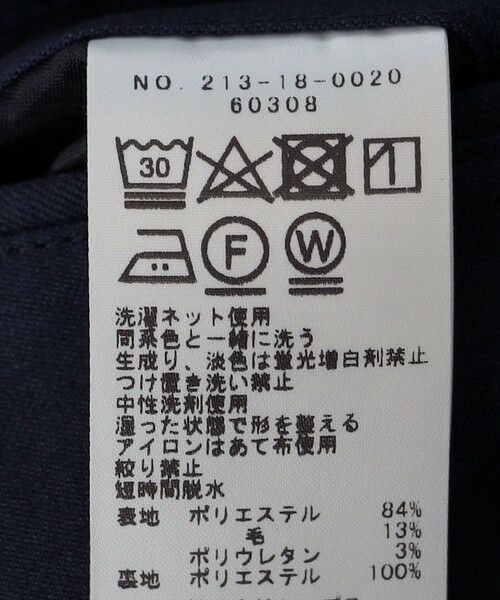 NO. 213-18-0020
60308
30
F
W
洗濯ネット使用
同系色と一緒に洗う
生成り、淡色は蛍光増白剤禁止
つけ置き洗い禁止
中性洗剤使用
湿った状態で形を整える
アイロンはあて布使用
絞り禁止
短時間脱水
表地 ポリエステル 84%
毛 13%
ポリウレタン 3%
裏地 ポリエステル 100%